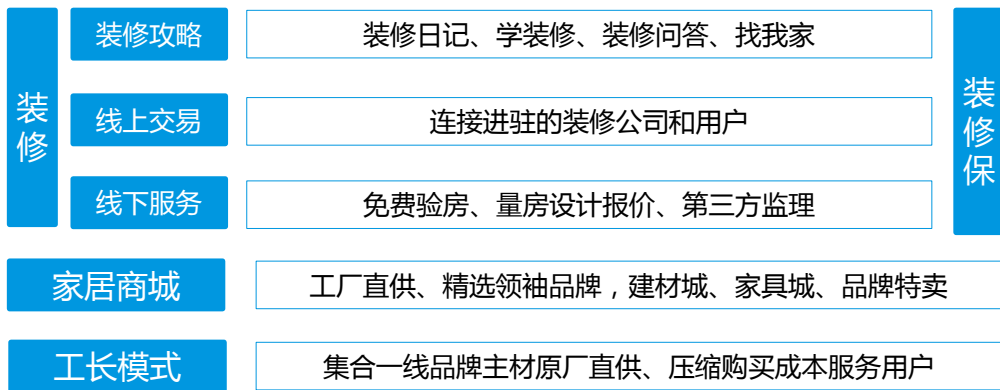 装修
装修攻略
装修日记、学装修、装修问答、找我家
线上交易
连接进驻的装修公司和用户
线下服务
免费验房、量房设计报价、第三方监理
装修保
家居商城
工厂直供、精选领袖品牌，建材城、家具城、品牌特卖
工长模式
集合一线品牌主材原厂直供、压缩购买成本服务用户